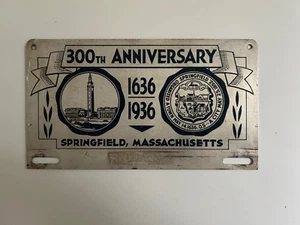 300TH ANNIVERSARY
1636
1936
SPRINGFIELD, MASSACHUSETTS